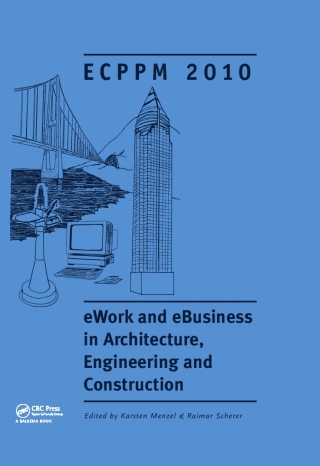 ECPPM 2010
eWork and eBusiness
in Architecture,
Engineering and
Construction
Edited by Karsten Menzel & Raimar Scherer
CRC Press
Taylor & Francis Group
A BALKEMA BOOK